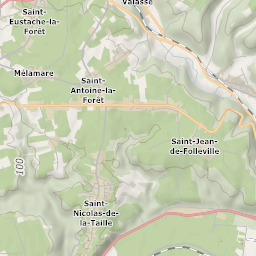 Valasse
Saint-
Eustache-la-
Forêt
Mélamare
Saint-
Antoine-la-
Forêt
Saint-Jean-
de-Folleville
100
Saint-
Nicolas-de-
la-Taille